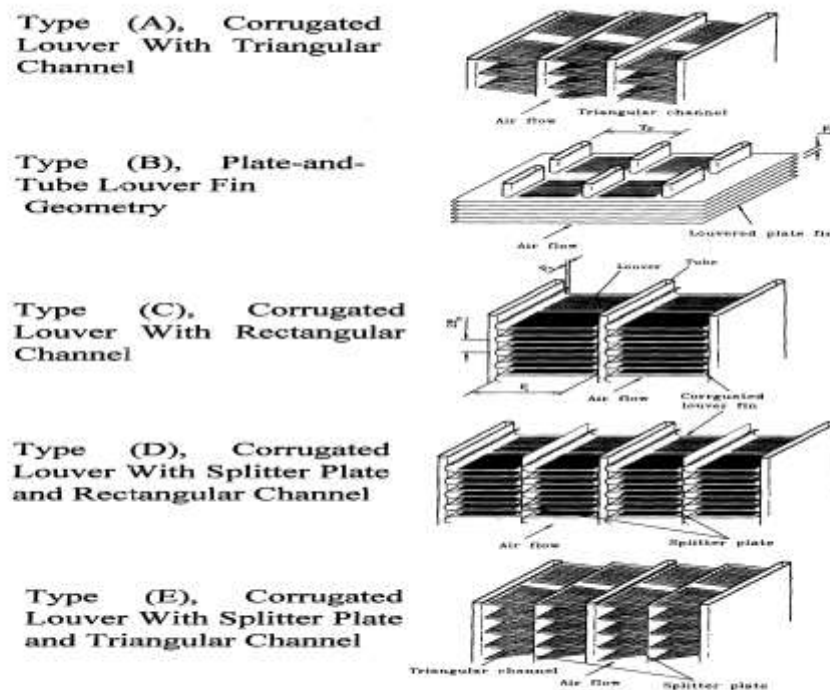 Type (A), Corrugated
Louver With Triangular
Channel
Air flow
Triangular channel
Type (B), Plate-and-
Tube Louver Fin
Geometry
Air flow
Louvered plate fin
Louver
Tube
Type (C), Corrugated
Louver With Rectangular
Channel
Air flow
Corrguated
louver fin
Type (D), Corrugated
Louver With Splitter Plate
and Rectangular Channel
Air flow
Splitter plate
Type (E), Corrugated
Louver With Splitter Plate
and Triangular Channel
Triangular channel
Air flow
Splitter plate